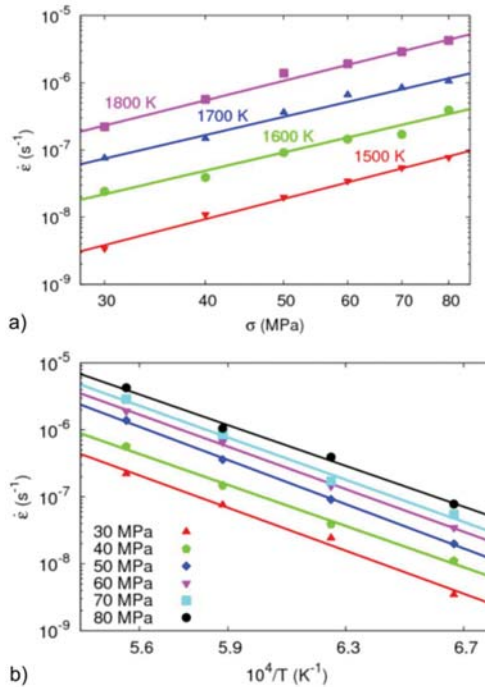 10⁻⁵
10⁻⁶
10⁻⁷
10⁻⁸
10⁻⁹
ε̇ (s⁻¹)
1800 K
1700 K
1600 K
1500 K
30
40
50
60
70
80
σ (MPa)
a)
10⁻⁵
10⁻⁶
10⁻⁷
10⁻⁸
10⁻⁹
ε̇ (s⁻¹)
30 MPa
40 MPa
50 MPa
60 MPa
70 MPa
80 MPa
5.6
5.9
6.3
6.7
10⁴/T (K⁻¹)
b)